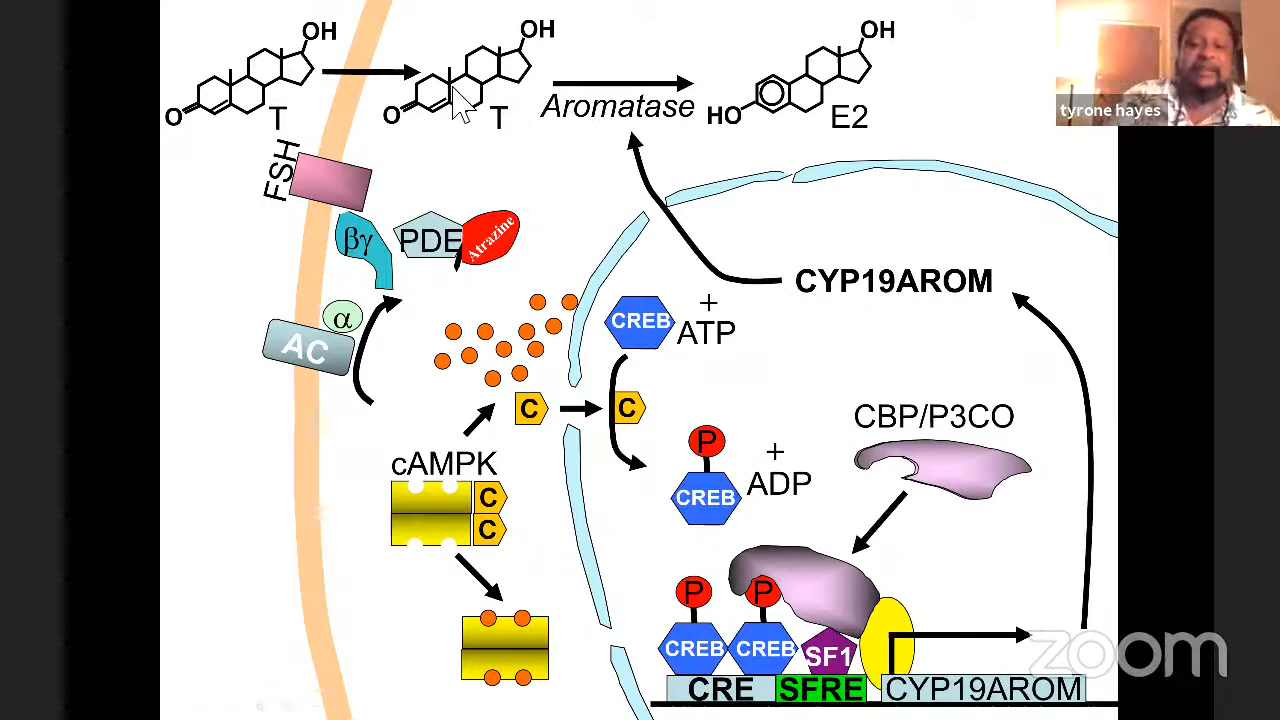 OH
OH
OH
O
T
O
T
Aromatase
HO
E2
tyrone hayes
FSH
βγ
PDE
Atrazine
α
AC
CREB
+
ATP
CYP19AROM
C
C
CBP/P3CO
P
+
CREB
ADP
cAMPK
C
C
P
P
CREB
CREB
SF1
CRE
SFRE
CYP19AROM
zoom